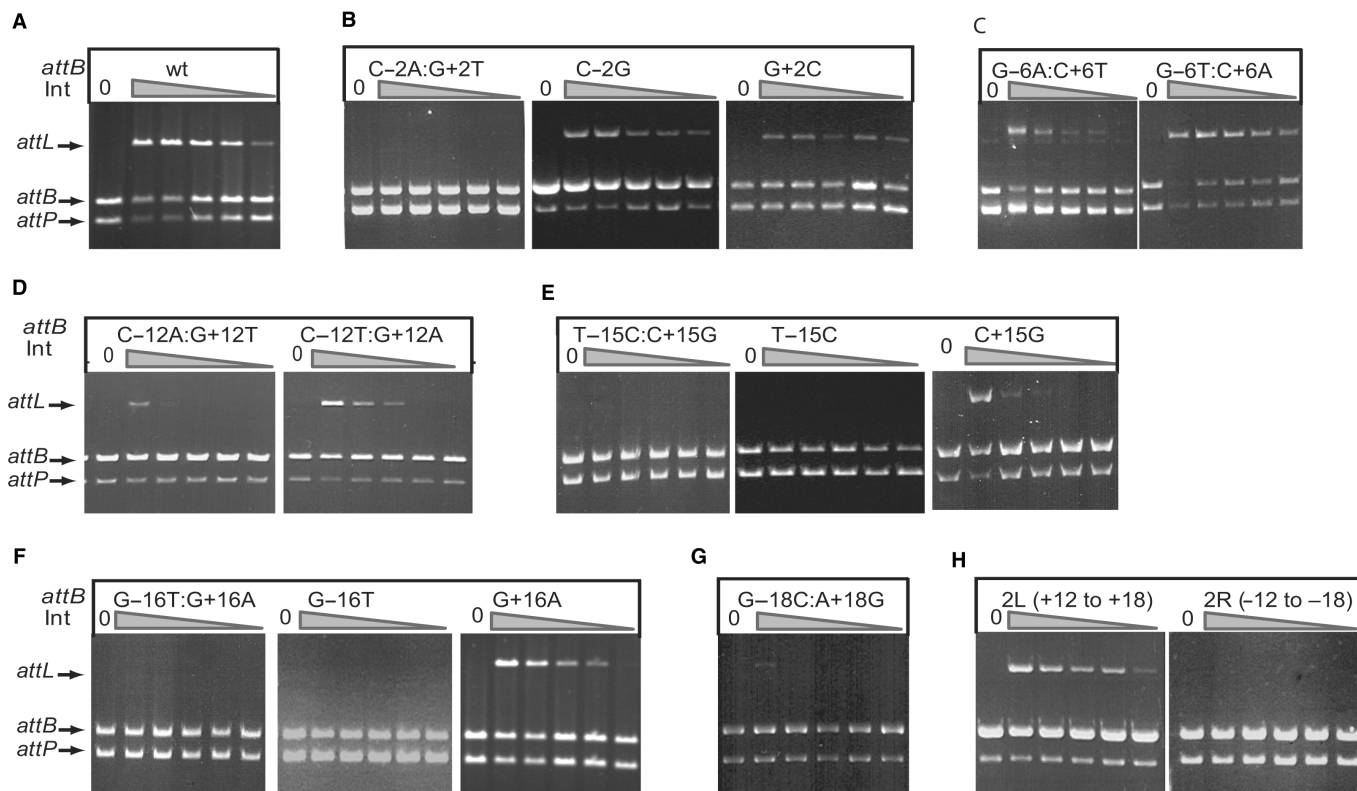 A
attB
Int
0
wt
attL
attB
attP
B
C–2A:G+2T
0
C–2G
0
G+2C
0
C
G–6A:C+6T
0
G–6T:C+6A
0
D
attB
Int
C–12A:G+12T
0
C–12T:G+12A
0
attL
attB
attP
E
T–15C:C+15G
0
T–15C
0
C+15G
0
F
attB
Int
G–16T:G+16A
0
G–16T
0
G+16A
0
attL
attB
attP
G
G–18C:A+18G
0
H
2L (+12 to +18)
0
2R (–12 to –18)
0